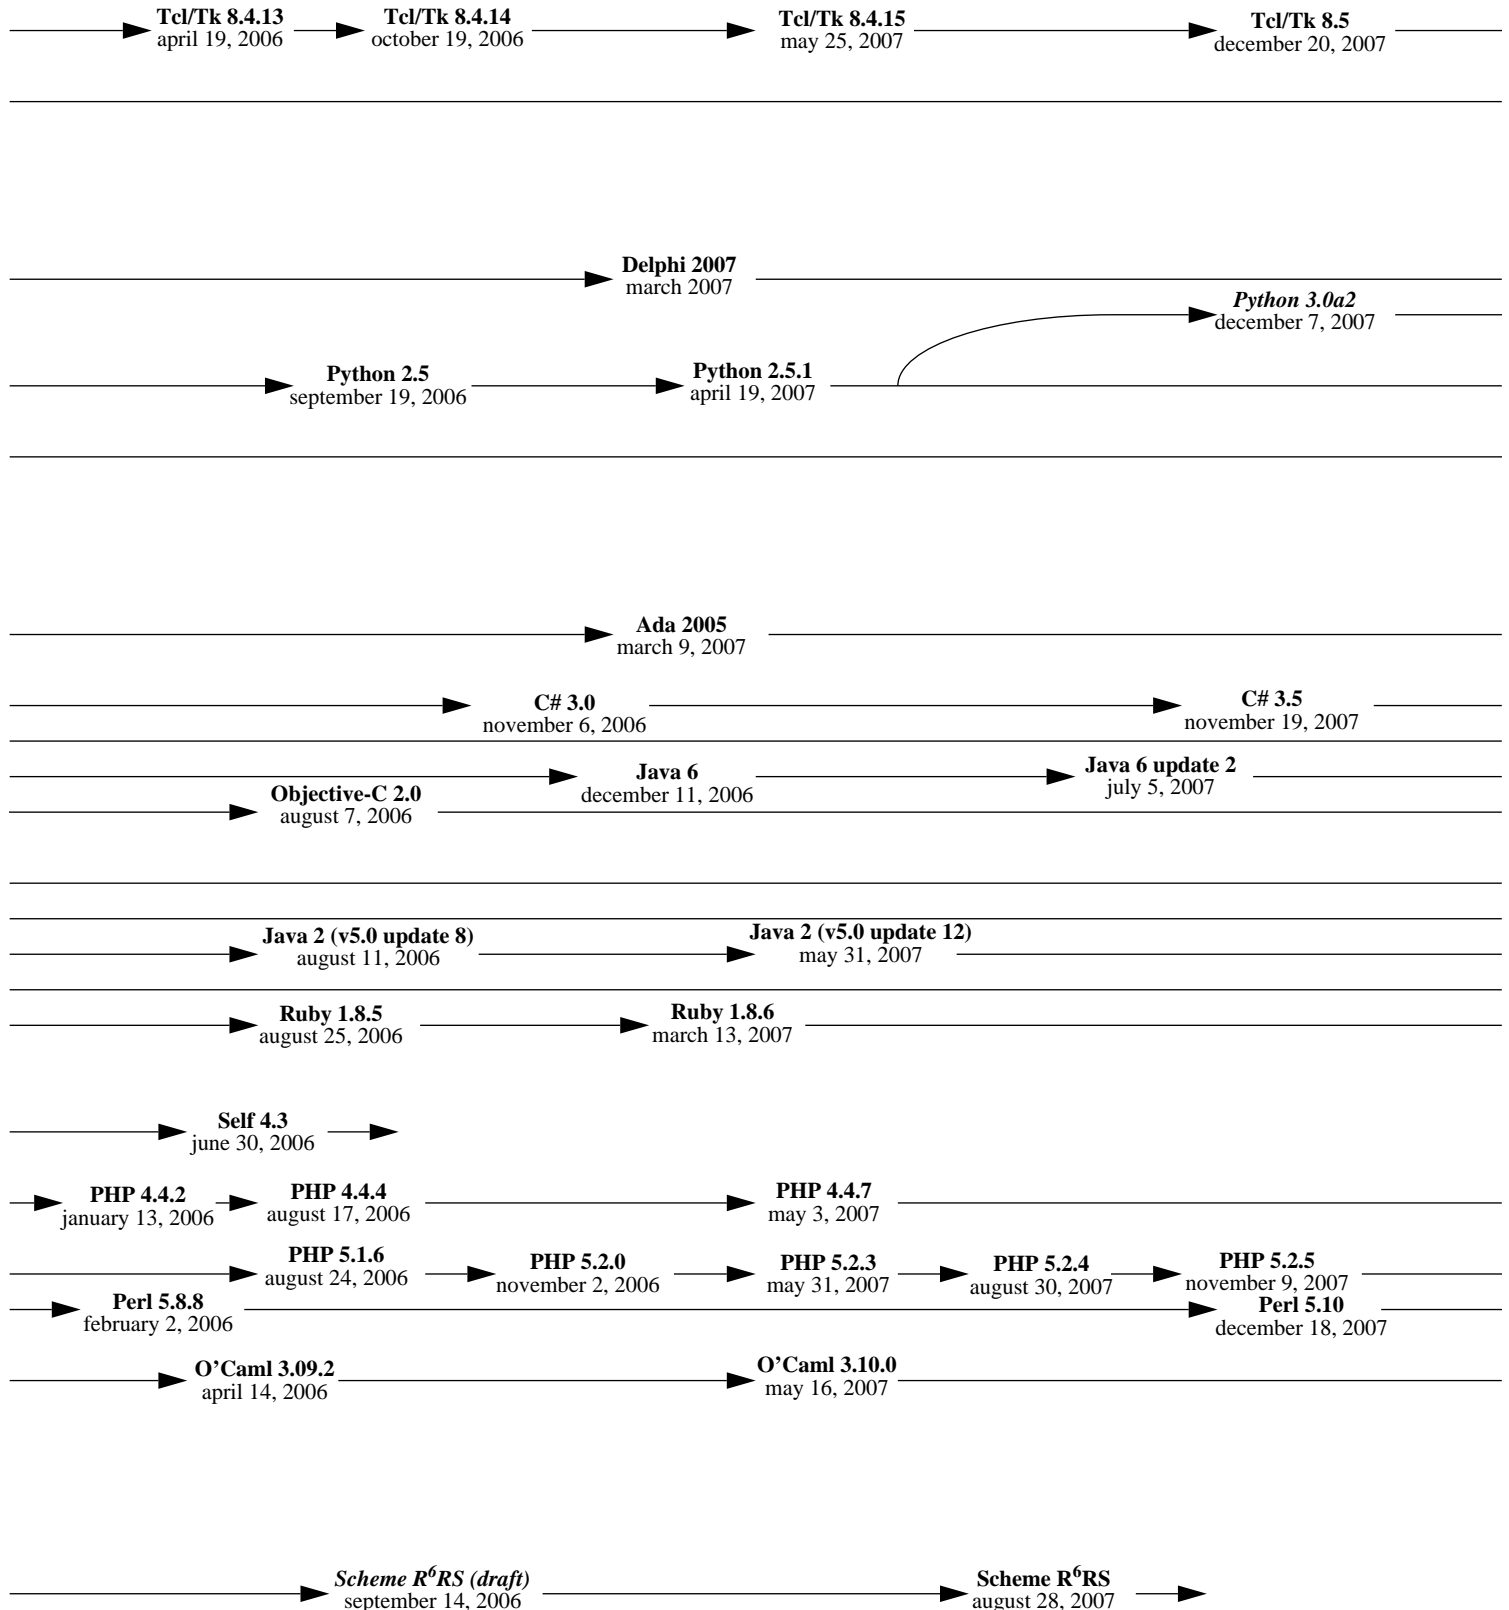 Tcl/Tk 8.4.13
april 19, 2006
Tcl/Tk 8.4.14
october 19, 2006
Tcl/Tk 8.4.15
may 25, 2007
Tcl/Tk 8.5
december 20, 2007
Delphi 2007
march 2007
Python 3.0a2
december 7, 2007
Python 2.5
september 19, 2006
Python 2.5.1
april 19, 2007
Ada 2005
march 9, 2007
C# 3.0
november 6, 2006
C# 3.5
november 19, 2007
Java 6
december 11, 2006
Java 6 update 2
july 5, 2007
Objective-C 2.0
august 7, 2006
Java 2 (v5.0 update 8)
august 11, 2006
Java 2 (v5.0 update 12)
may 31, 2007
Ruby 1.8.5
august 25, 2006
Ruby 1.8.6
march 13, 2007
Self 4.3
june 30, 2006
PHP 4.4.2
january 13, 2006
PHP 4.4.4
august 17, 2006
PHP 4.4.7
may 3, 2007
PHP 5.1.6
august 24, 2006
PHP 5.2.0
november 2, 2006
PHP 5.2.3
may 31, 2007
PHP 5.2.4
august 30, 2007
PHP 5.2.5
november 9, 2007
Perl 5.8.8
february 2, 2006
Perl 5.10
december 18, 2007
O’Caml 3.09.2
april 14, 2006
O’Caml 3.10.0
may 16, 2007
Scheme R⁶RS (draft)
september 14, 2006
Scheme R⁶RS
august 28, 2007